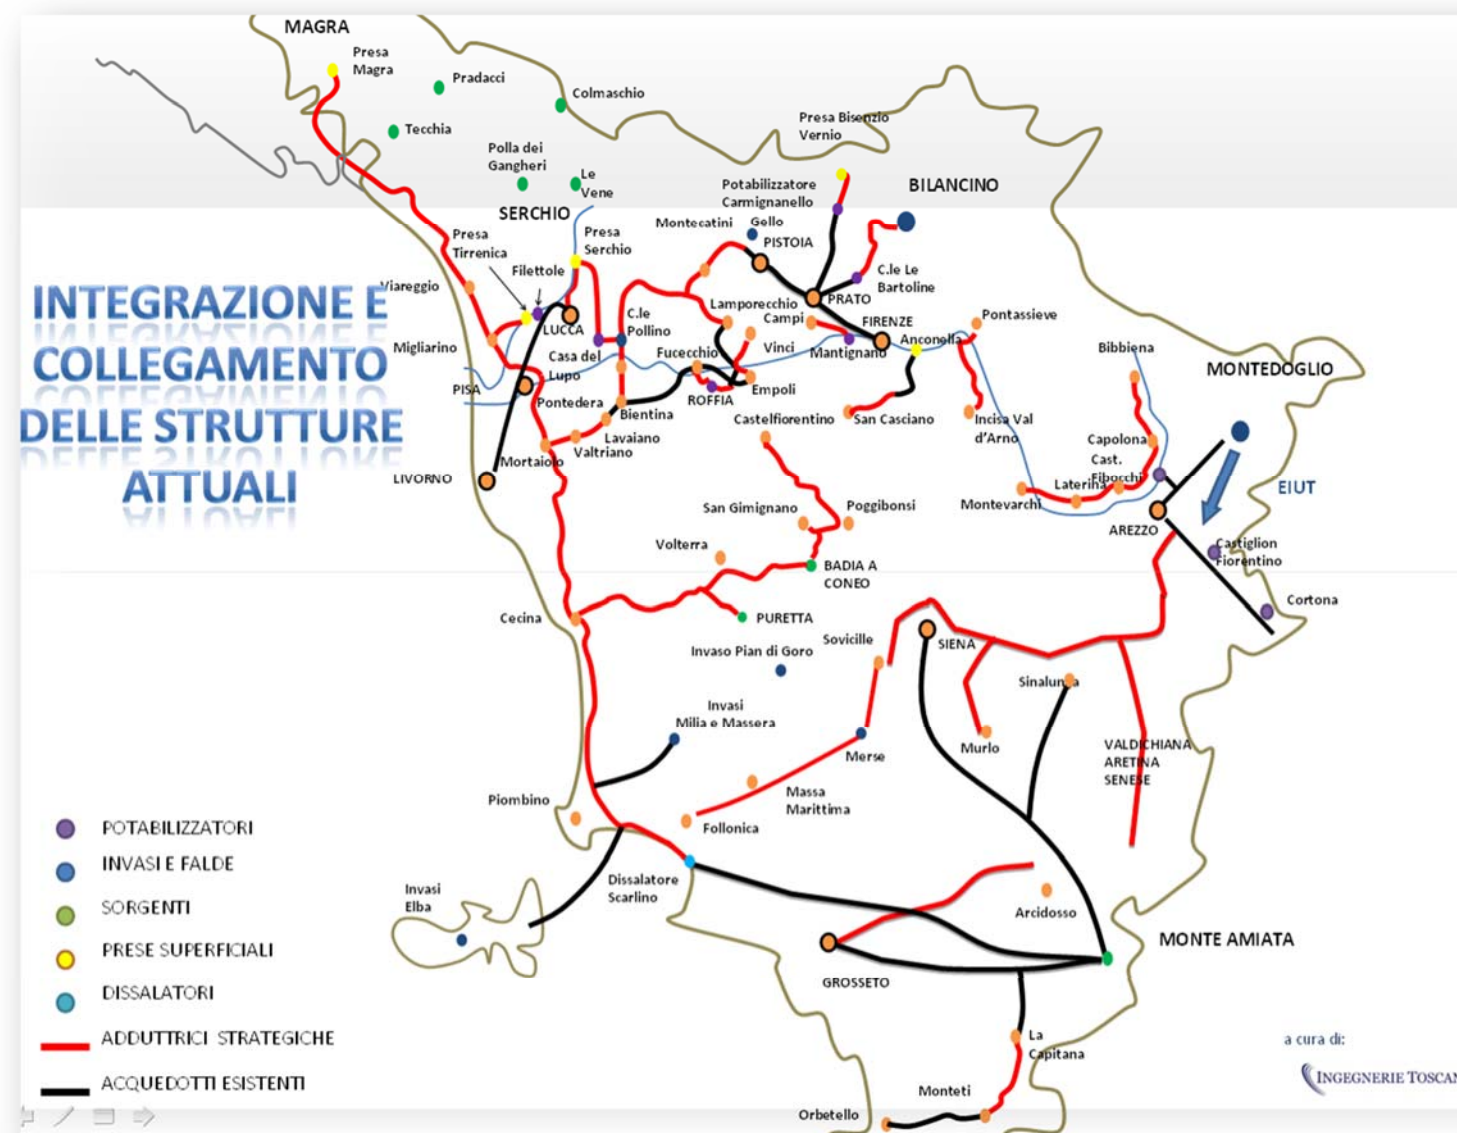 MAGRA
Presa
Magra
Pradacci
Colmaschio
Tecchia
Presa Bisenzio
Vernio
Polla dei
Gangheri
Le
Vene
Potabilizzatore
Carmignanello
BILANCINO
SERCHIO
Montecatini
Gello
PISTOIA
Presa
Tirrenica
Presa
Serchio
Filettole
C.le Le
Bartoline
Viareggio
INTEGRAZIONE E
COLLEGAMENTO
DELLE STRUTTURE
ATTUALI
PRATO
Lamporecchio
Campi
FIRENZE
Pontassieve
C.le
Pollino
LUCCA
Migliarino
Casa del
Lupo
Fucecchio
Vinci
Mantignano
Anconella
Bibbiena
MONTEDOGLIO
PISA
Pontedera
ROFFIA
Empoli
Bientina
Castelfiorentino
San Casciano
Incisa Val
d'Arno
Lavaiano
Valtriano
Capolona
Cast.
Fibocchi
Mortaiolo
LIVORNO
Laterina
EIUT
Montevarchi
San Gimignano
Poggibonsi
AREZZO
Volterra
Castiglion
Fiorentino
BADIA A
CONEO
Cortona
Cecina
PURETTA
Sovicille
SIENA
Invaso Pian di Goro
Sinalunga
Invasi
Milia e Massera
Merse
Murlo
VALDICHIANA
ARETINA
SENESE
Massa
Marittima
Piombino
Follonica
POTABILIZZATORI
INVASI E FALDE
SORGENTI
PRESE SUPERFICIALI
DISSALATORI
ADDUTTRICI STRATEGICHE
ACQUEDOTTI ESISTENTI
Invasi
Elba
Dissalatore
Scarlino
Arcidosso
MONTE AMIATA
GROSSETO
La
Capitana
a cura di:
INGEGNERIE TOSCAN
Monteti
Orbetello